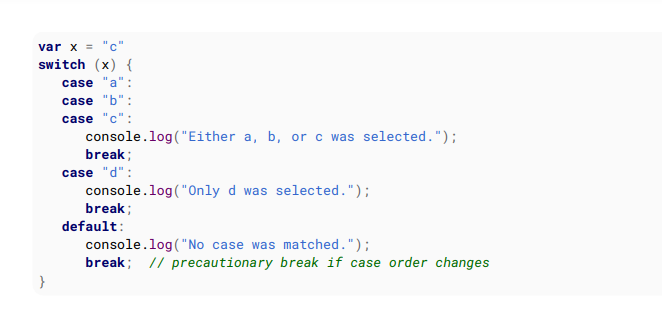 var x = "c"
switch (x) {
   case "a":
   case "b":
   case "c":
      console.log("Either a, b, or c was selected.");
      break;
   case "d":
      console.log("Only d was selected.");
      break;
   default:
      console.log("No case was matched.");
      break;  // precautionary break if case order changes
}